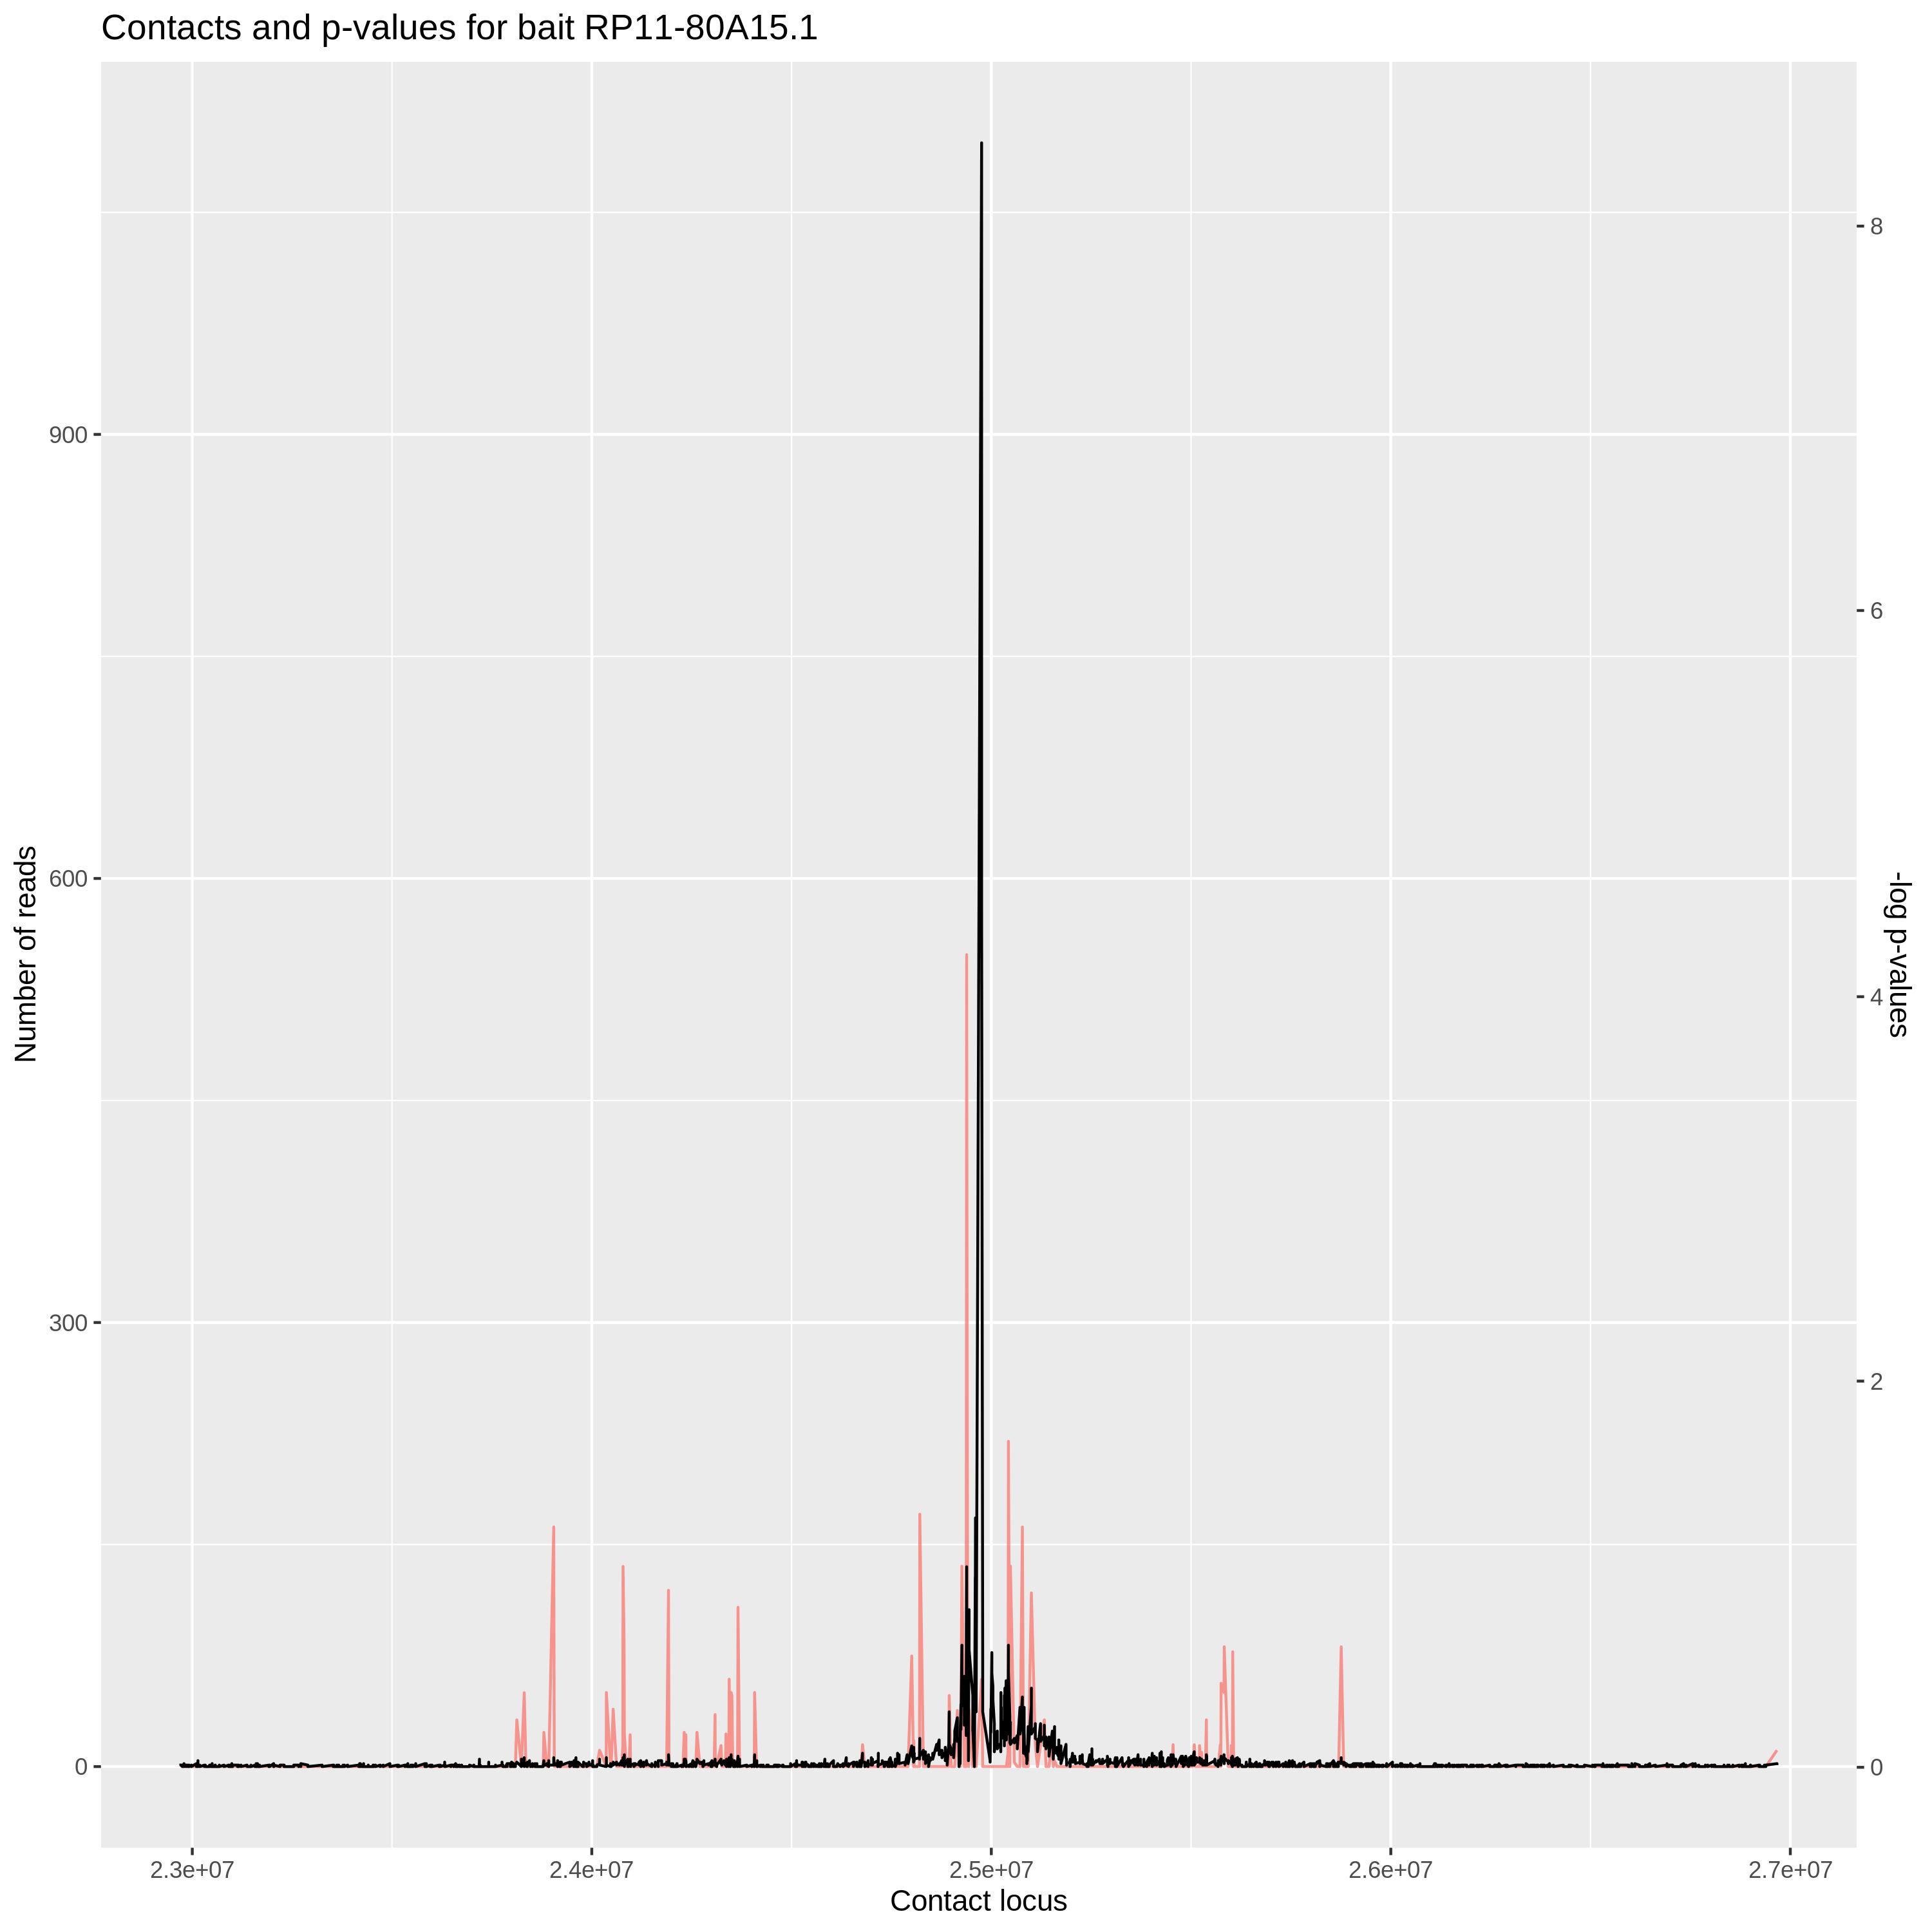 Contacts and p-values for bait RP11-80A15.1
900
600
300
0
Number of reads
8
6
4
2
0
-log p-values
2.3e+07
2.4e+07
2.5e+07
2.6e+07
2.7e+07
Contact locus